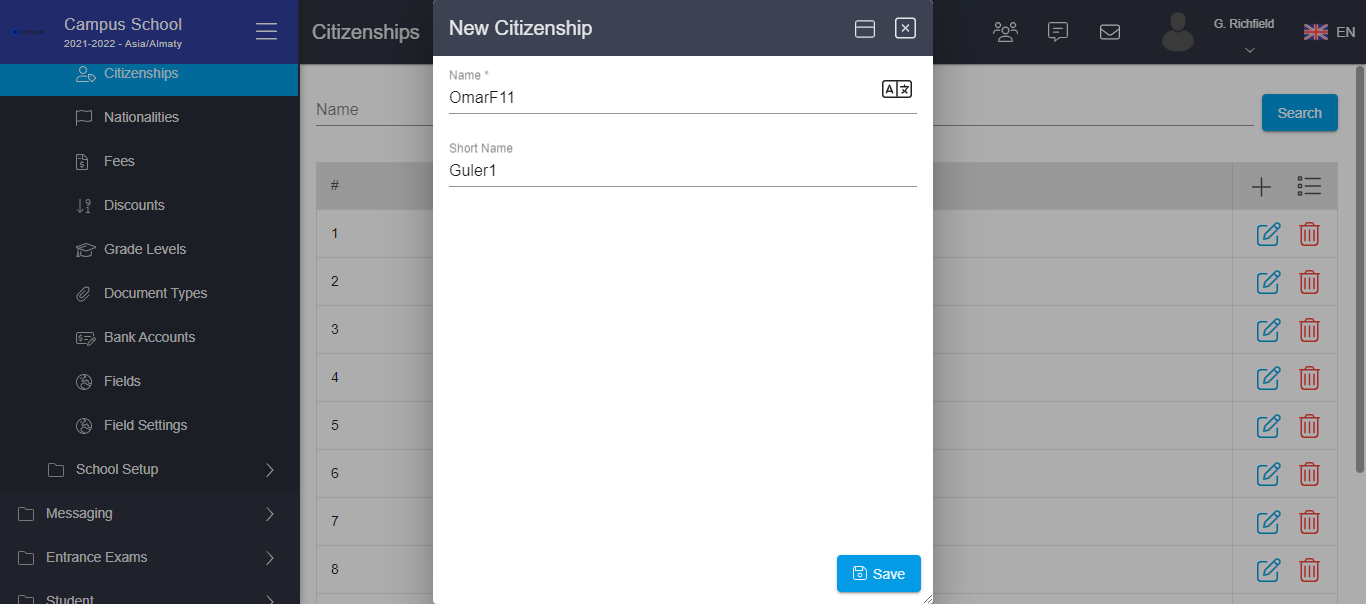 Campus School
2021-2022 - Asia/Almaty
Citizenships
Nationalities
Fees
Discounts
Grade Levels
Document Types
Bank Accounts
Fields
Field Settings
School Setup
Messaging
Entrance Exams
Student
Citizenships
G. Richfield
EN
Name
Search
#
1
2
3
4
5
6
7
8
New Citizenship
Name *
OmarF11
Short Name
Guler1
Save